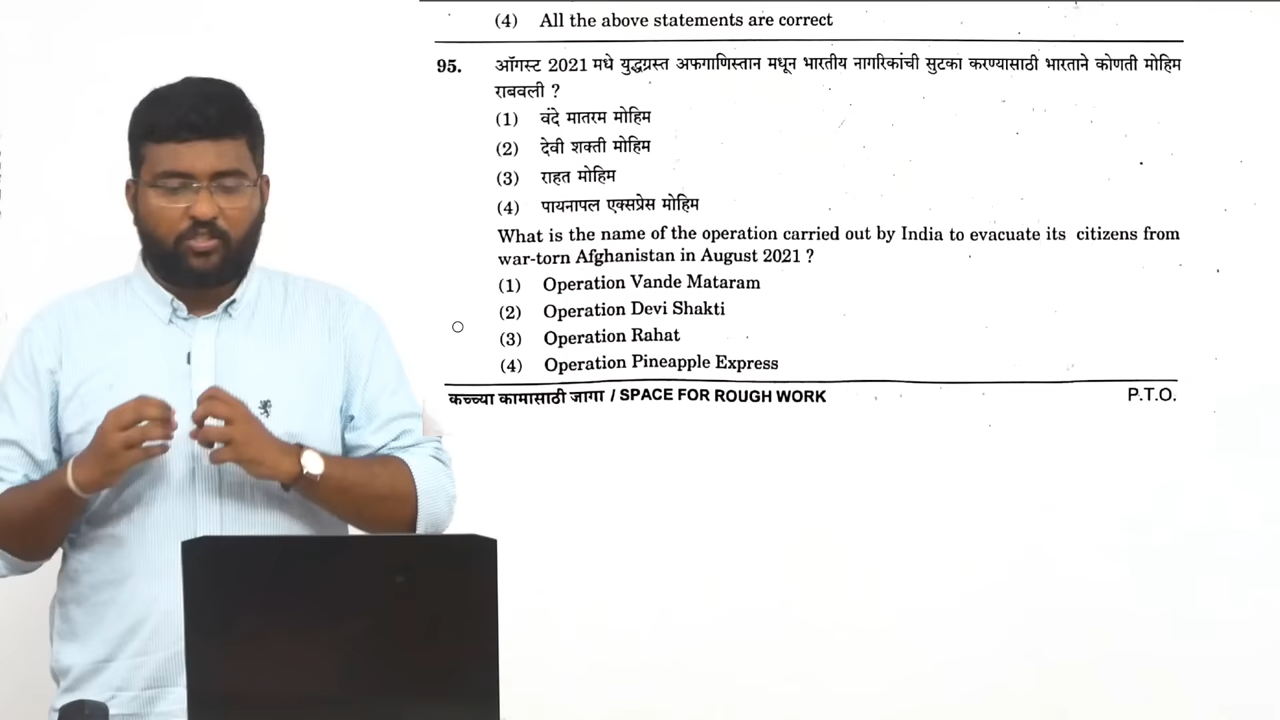 (4) All the above statements are correct
95. ऑगस्ट 2021 मधे युद्धग्रस्त अफगाणिस्तान मधून भारतीय नागरिकांची सुटका करण्यासाठी भारताने कोणती मोहिम
राबवली ?
(1) वंदे मातरम मोहिम
(2) देवी शक्ती मोहिम
(3) राहत मोहिम
(4) पायनापल एक्सप्रेस मोहिम
What is the name of the operation carried out by India to evacuate its citizens from
war-torn Afghanistan in August 2021 ?
(1) Operation Vande Mataram
(2) Operation Devi Shakti
(3) Operation Rahat
(4) Operation Pineapple Express
कच्च्या कामासाठी जागा / SPACE FOR ROUGH WORK P.T.O.